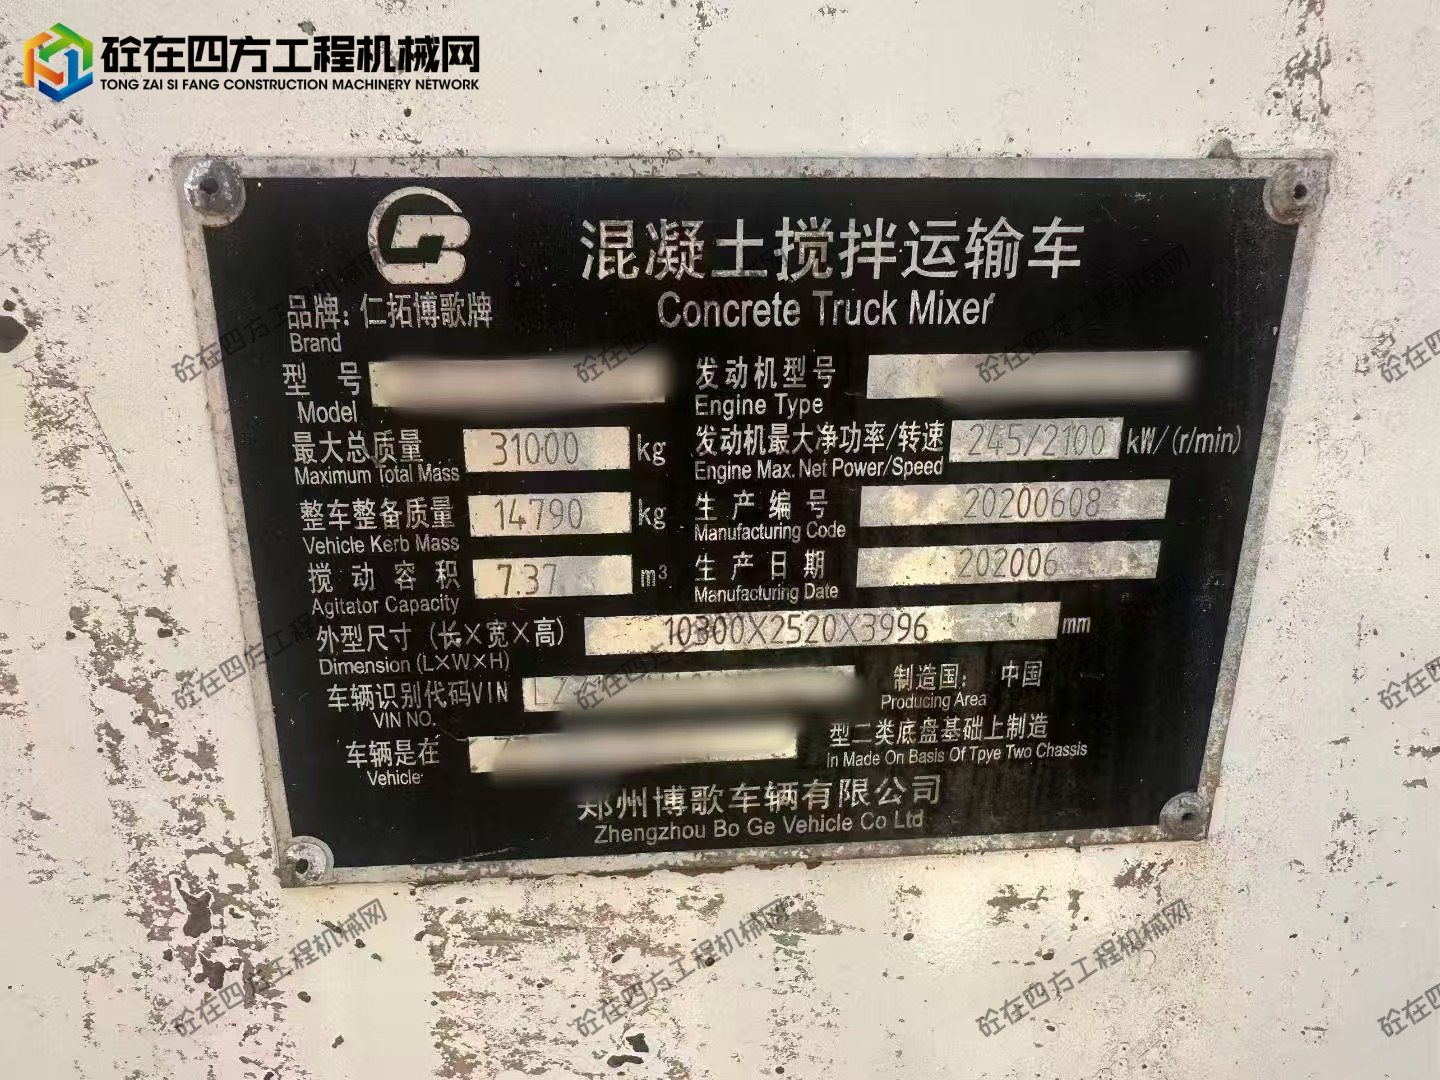 砼在四方工程机械网
TONG ZAI SI FANG CONSTRUCTION MACHINERY NETWORK
混凝土搅拌运输车
Concrete Truck Mixer
品牌：仁拓博歌牌
Brand
型 号
Model
发动机型号
Engine Type
最大总质量 31000 kg
Maximum Total Mass
发动机最大净功率/转速 245/2100 kW/(r/min)
Engine Max. Net Power/Speed
整车整备质量 14790 kg
Vehicle Kerb Mass
生产编号 20200608
Manufacturing Code
搅动容积 7.37 m³
Agitator Capacity
生产日期 202006
Manufacturing Date
外型尺寸（长×宽×高） 10300X2520X3996 mm
Dimension (L×W×H)
车辆识别代码VIN LZ
VIN NO.
制造国： 中国
Producing Area
车辆是在
Vehicle
型二类底盘基础上制造
in Made On Basis Of Tpye Two Chassis
郑州博歌车辆有限公司
Zhengzhou Bo Ge Vehicle Co Ltd